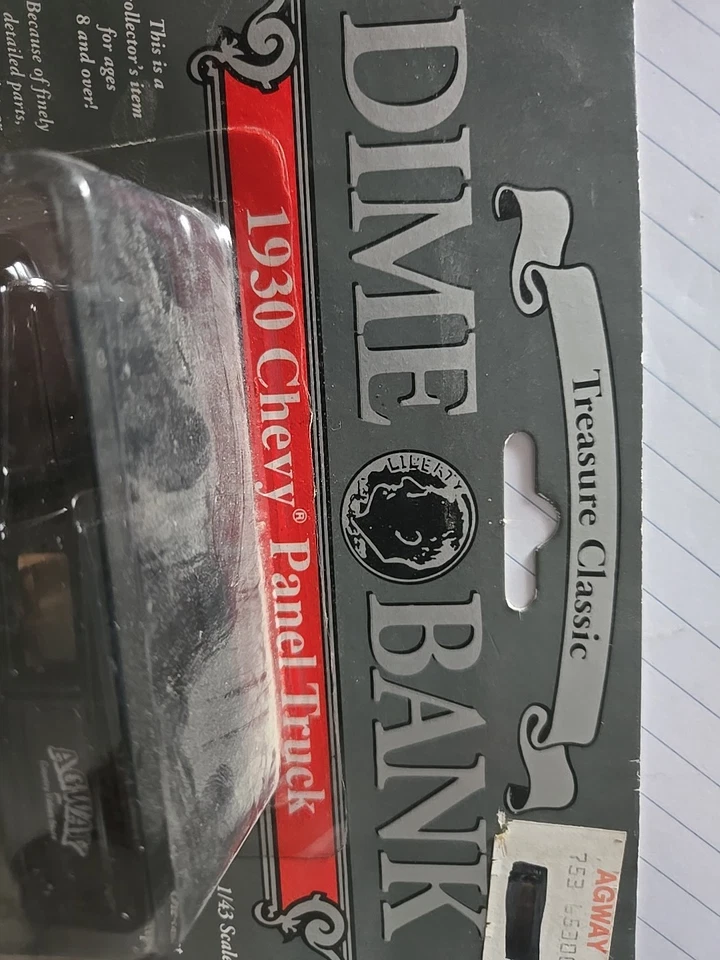 Treasure Classic
DIME BANK
LIBERTY
1930 Chevy® Panel Truck
This is a
collector's item
for ages
8 and over!
Because of finely
detailed parts,
1/43 Scale
AGWAY
AGWAY
753